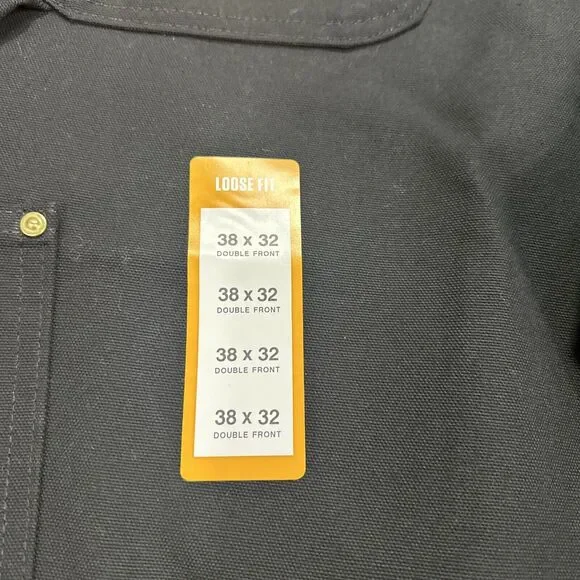 LOOSE FIT
38 x 32
DOUBLE FRONT
38 x 32
DOUBLE FRONT
38 x 32
DOUBLE FRONT
38 x 32
DOUBLE FRONT